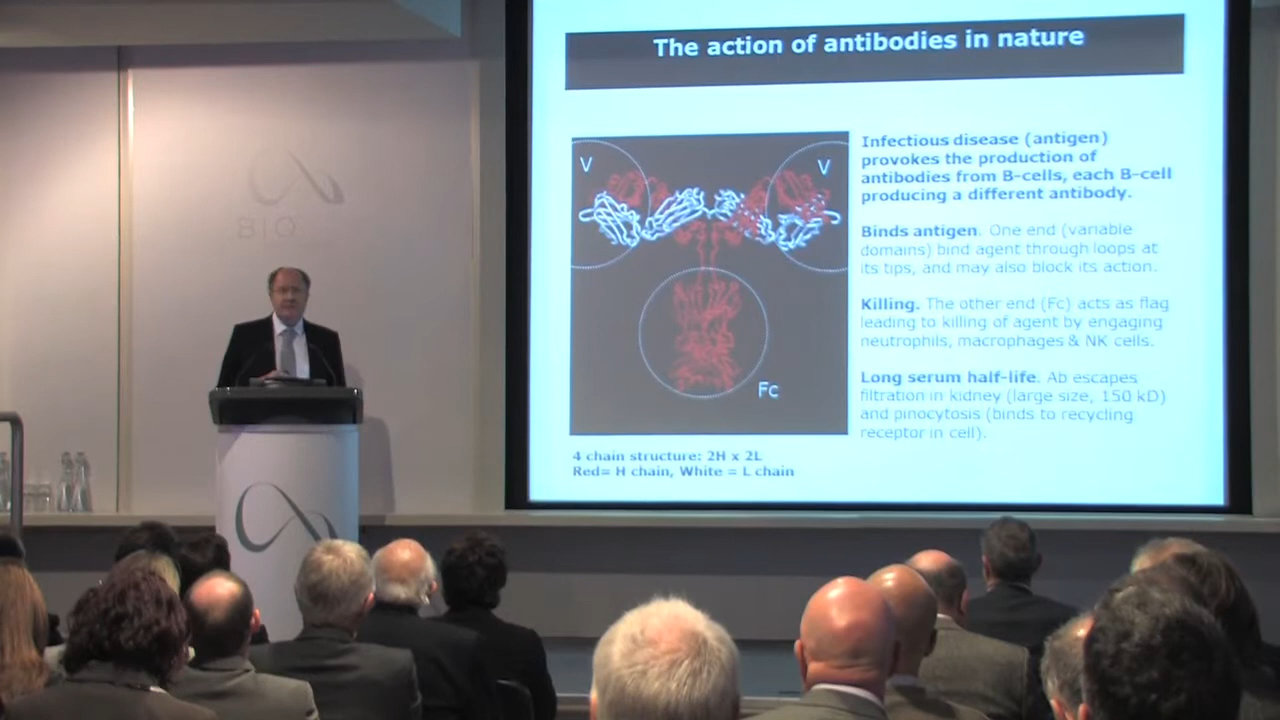 The action of antibodies in nature
V
V
Fc
Infectious disease (antigen)
provokes the production of
antibodies from B-cells, each B-cell
producing a different antibody.
Binds antigen. One end (variable
domains) bind agent through loops at
its tips, and may also block its action.
Killing. The other end (Fc) acts as flag
leading to killing of agent by engaging
neutrophils, macrophages & NK cells.
Long serum half-life. Ab escapes
filtration in kidney (large size, 150 kD)
and pinocytosis (binds to recycling
receptor in cell).
4 chain structure: 2H x 2L
Red= H chain, White = L chain
BIO